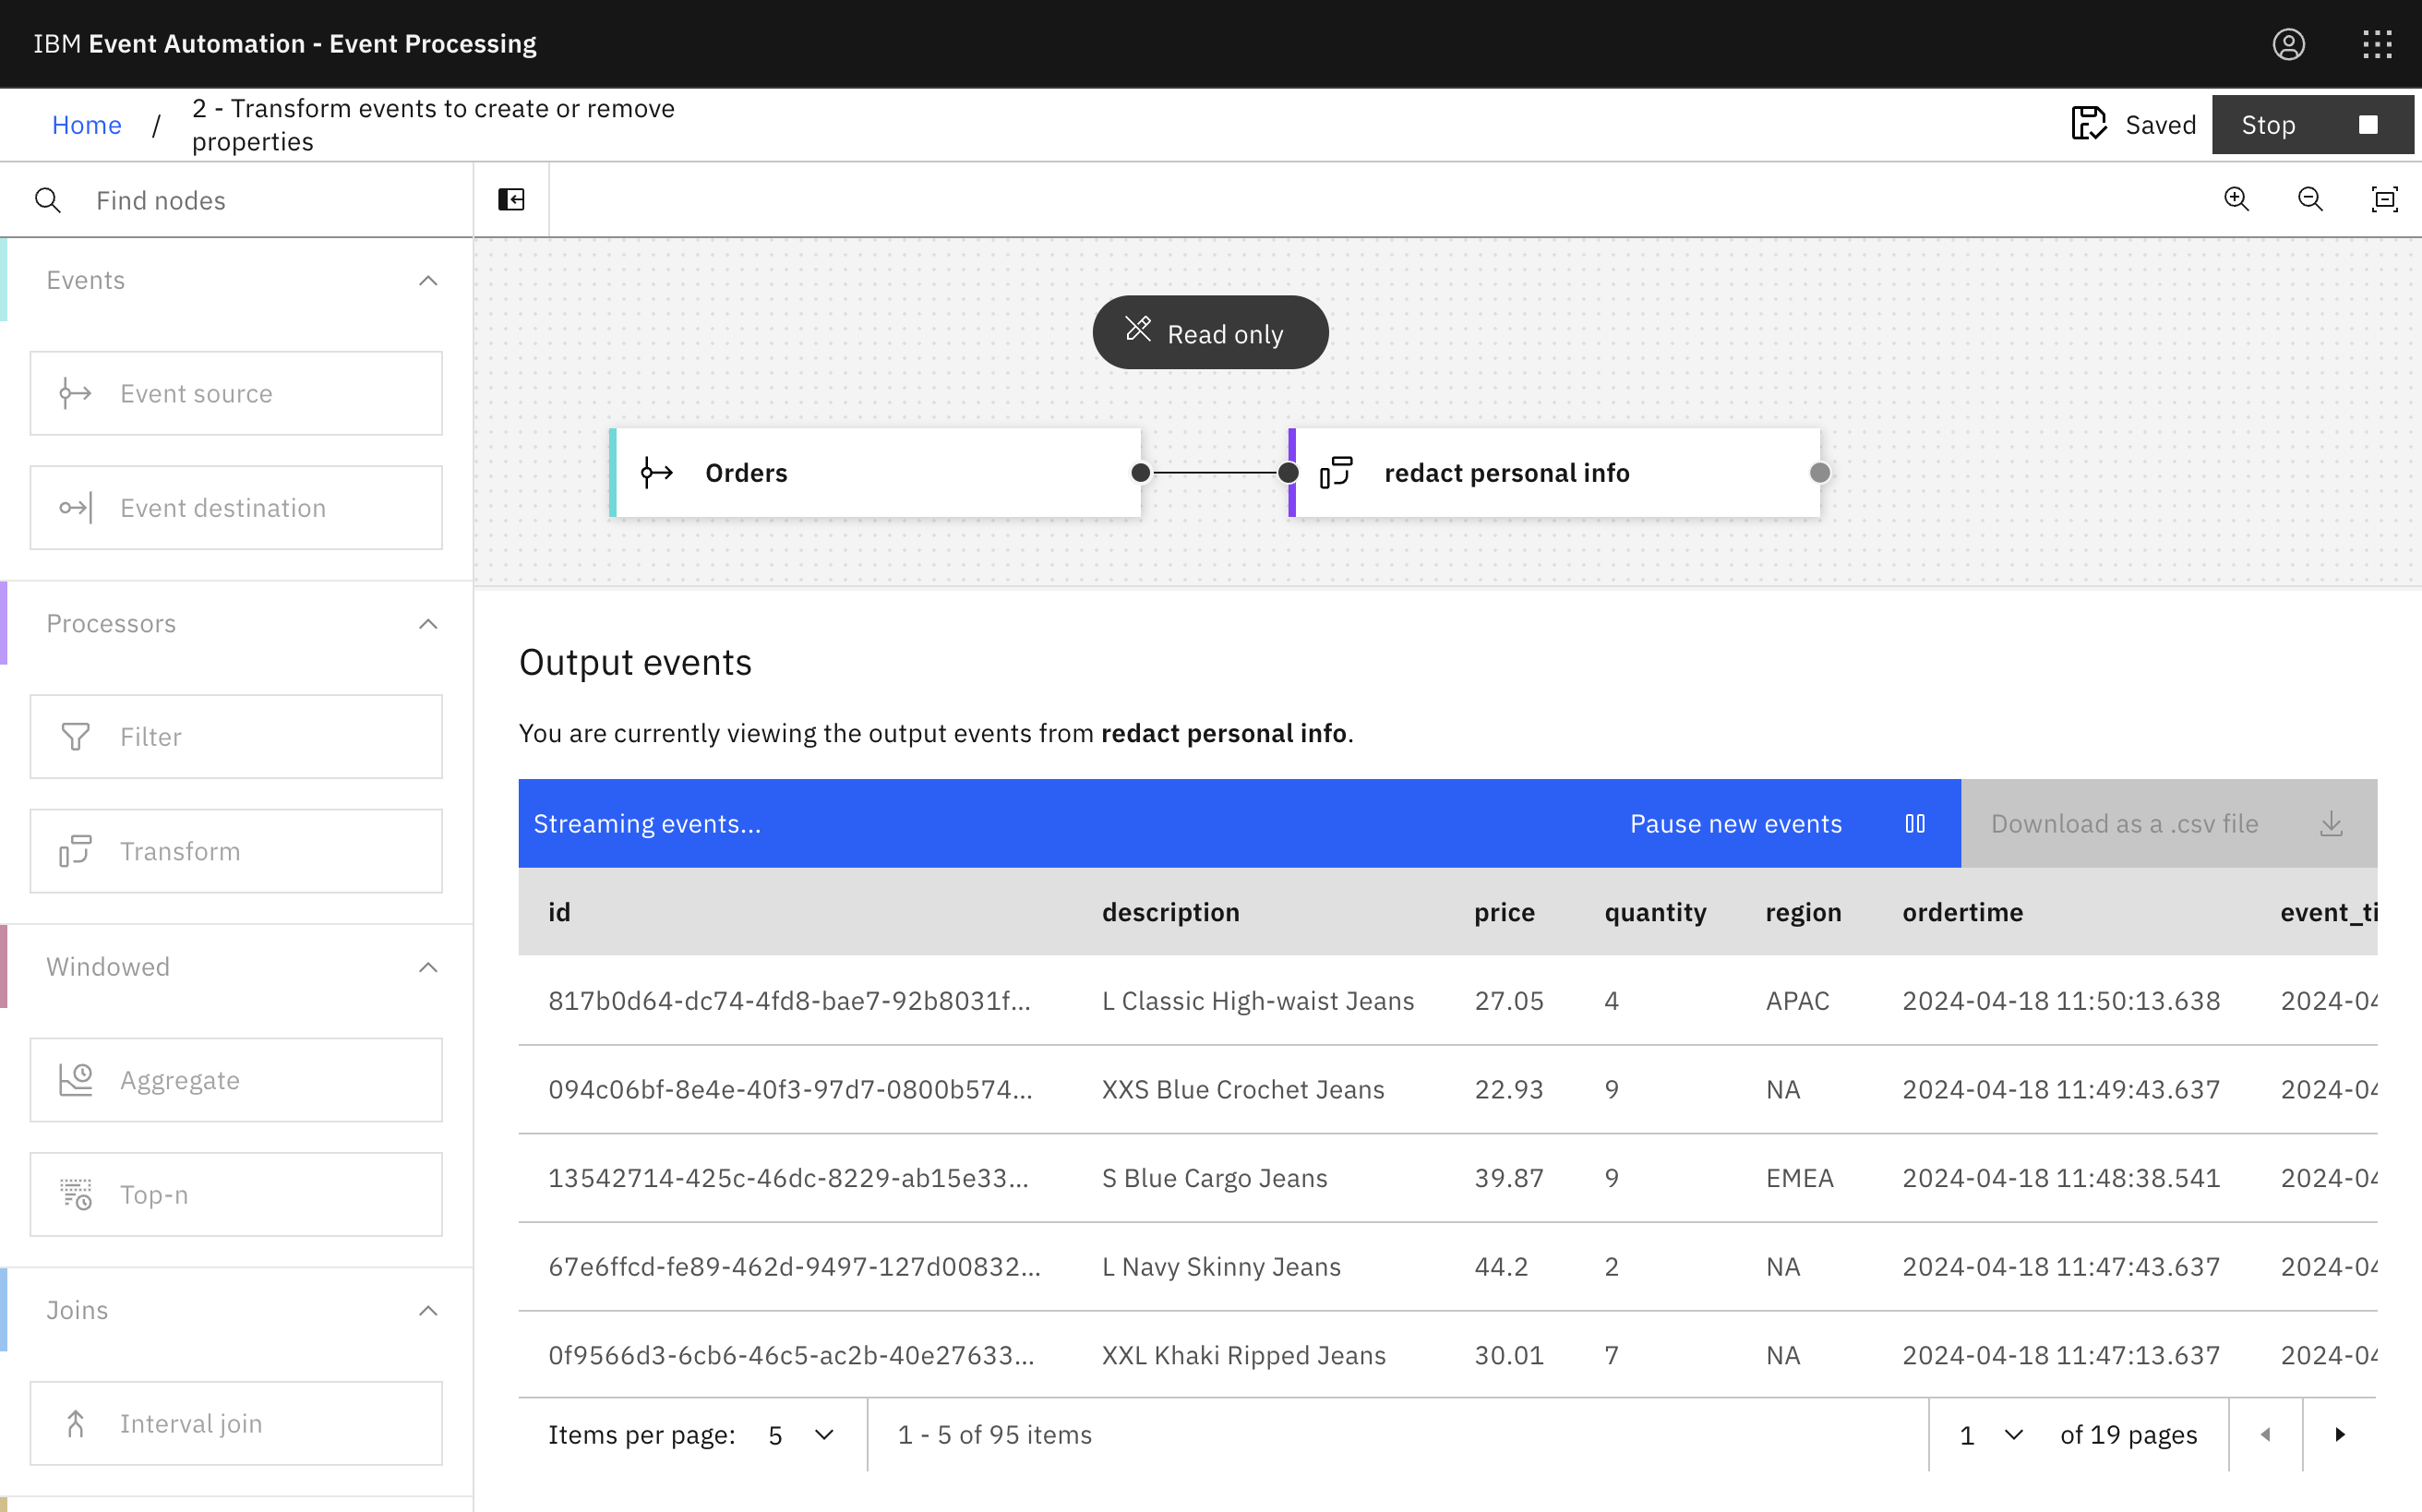 IBM Event Automation - Event Processing
Home / 2 - Transform events to create or remove
properties
Saved
Stop
Find nodes
Events
Event source
Event destination
Processors
Filter
Transform
Windowed
Aggregate
Top-n
Joins
Interval join
Read only
Orders
redact personal info
Output events
You are currently viewing the output events from redact personal info.
Streaming events... Pause new events Download as a .csv file
id description price quantity region ordertime event_ti
817b0d64-dc74-4fd8-bae7-92b8031f... L Classic High-waist Jeans 27.05 4 APAC 2024-04-18 11:50:13.638 2024-04
094c06bf-8e4e-40f3-97d7-0800b574... XXS Blue Crochet Jeans 22.93 9 NA 2024-04-18 11:49:43.637 2024-04
13542714-425c-46dc-8229-ab15e33... S Blue Cargo Jeans 39.87 9 EMEA 2024-04-18 11:48:38.541 2024-04
67e6ffcd-fe89-462d-9497-127d00832... L Navy Skinny Jeans 44.2 2 NA 2024-04-18 11:47:43.637 2024-04
0f9566d3-6cb6-46c5-ac2b-40e27633... XXL Khaki Ripped Jeans 30.01 7 NA 2024-04-18 11:47:13.637 2024-04
Items per page: 5 1 - 5 of 95 items 1 of 19 pages